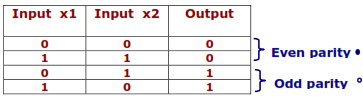 Input x1 Input x2 Output
0 0 0
1 1 0
Even parity •
0 1 1
1 0 1
Odd parity °